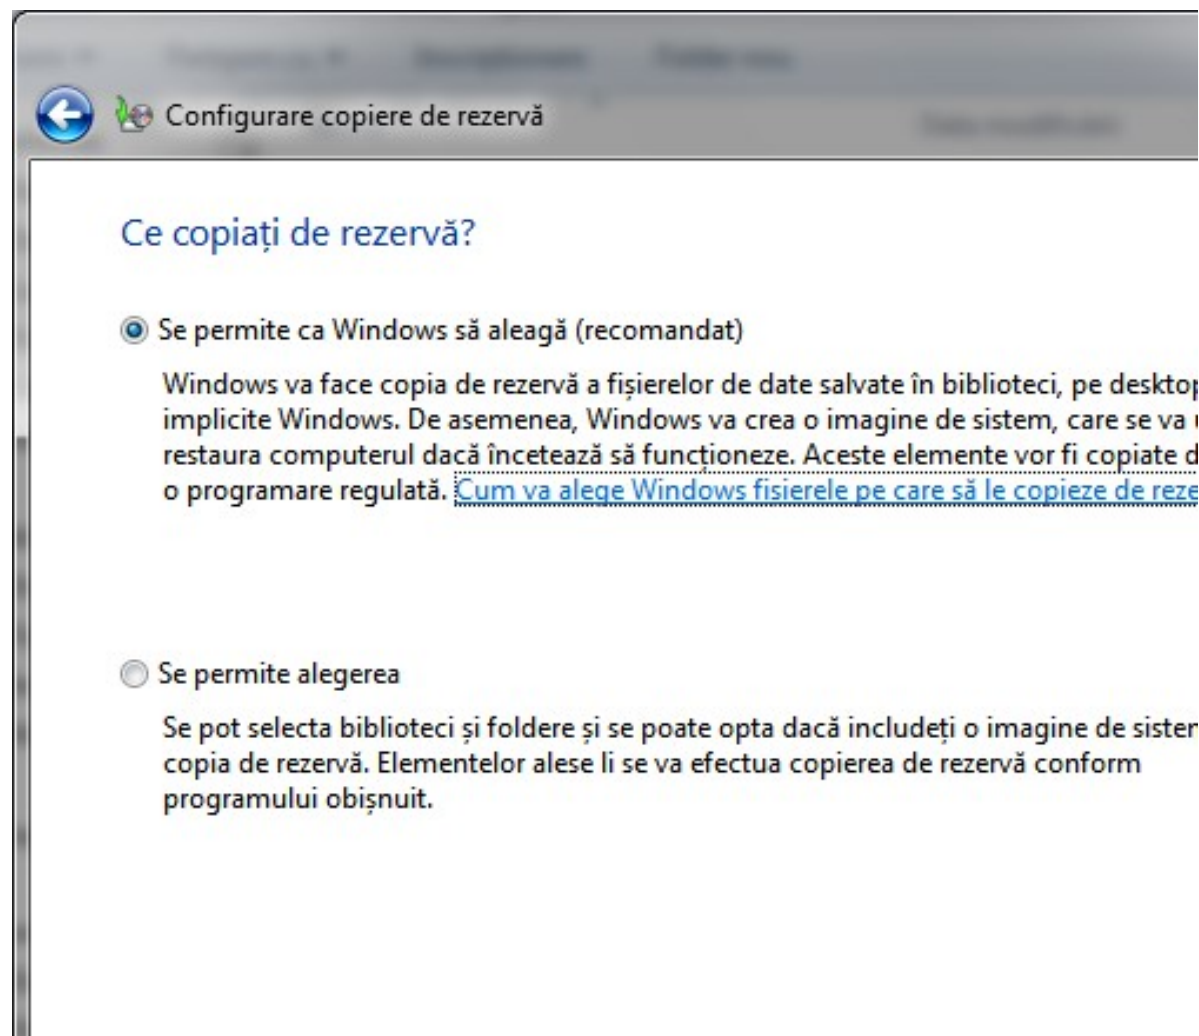 Configurare copiere de rezervă
Ce copiați de rezervă?
Se permite ca Windows să aleagă (recomandat)
Windows va face copia de rezervă a fișierelor de date salvate în biblioteci, pe desktop
implicite Windows. De asemenea, Windows va crea o imagine de sistem, care se va
restaura computerul dacă încetează să funcționeze. Aceste elemente vor fi copiate
o programare regulată. Cum va alege Windows fisierele pe care să le copieze de
Se permite alegerea
Se pot selecta biblioteci și foldere și se poate opta dacă includeți o imagine de
copia de rezervă. Elementelor alese li se va efectua copierea de rezervă conform
programului obișnuit.